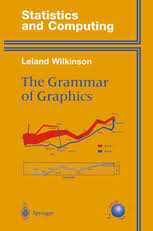 Statistics and Computing
Leland Wilkinson
The Grammar of
Graphics
Springer